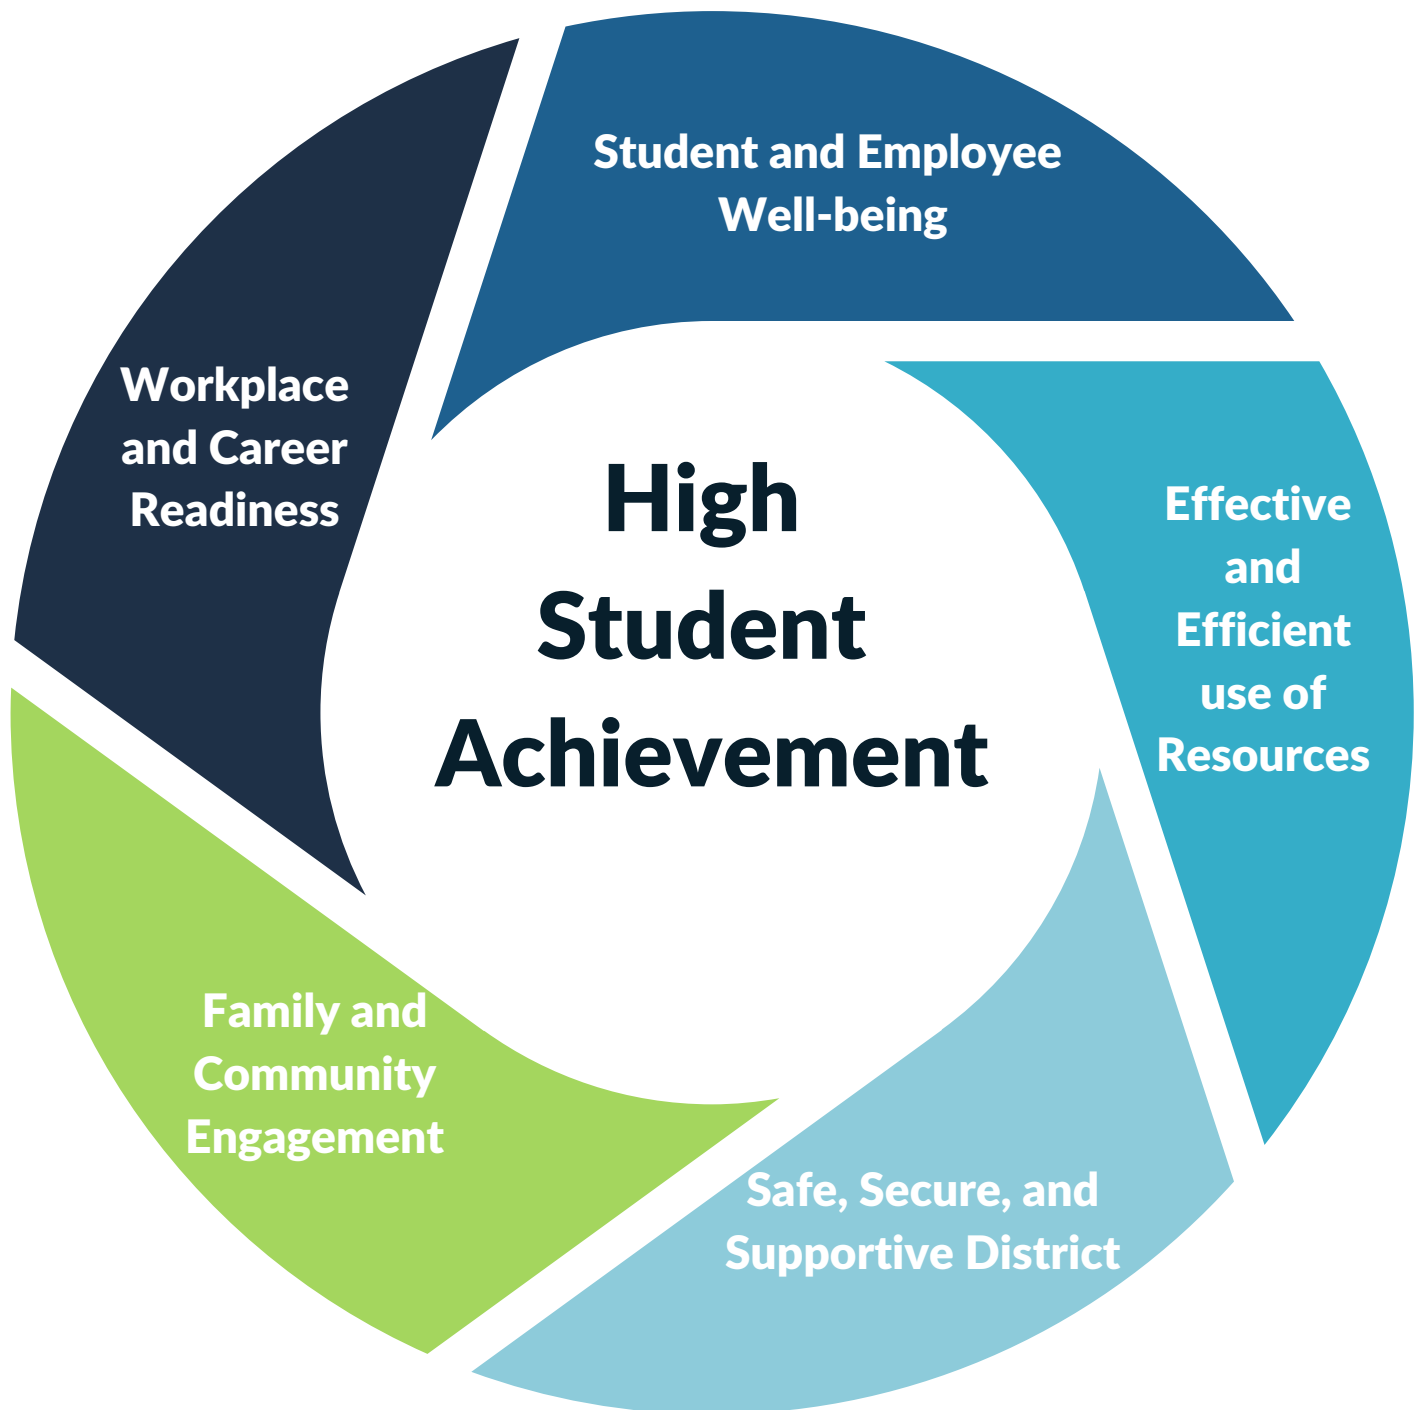 Student and Employee
Well-being
Workplace
and Career
Readiness
High
Student
Achievement
Effective
and
Efficient
use of
Resources
Family and
Community
Engagement
Safe, Secure, and
Supportive District